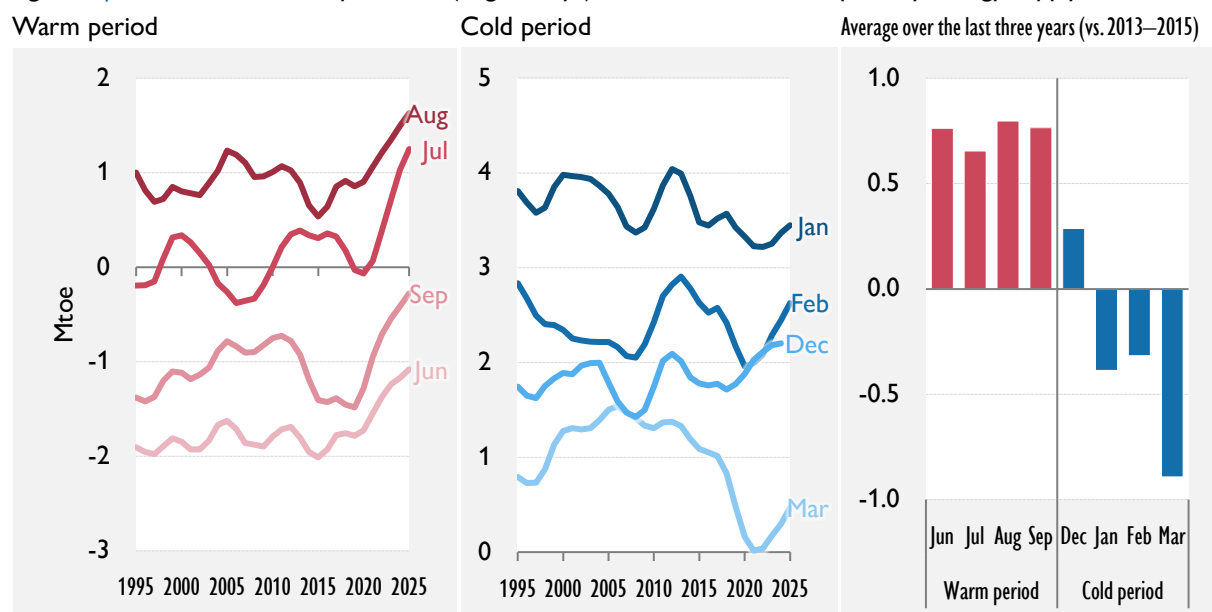 Warm period
Cold period
Average over the last three years (vs. 2013–2015)
Mtoe
2
1
0
-1
-2
-3
Aug
Jul
Sep
Jun
1995 2000 2005 2010 2015 2020 2025
5
4
3
2
1
0
Jan
Feb
Dec
Mar
1995 2000 2005 2010 2015 2020 2025
1.0
0.5
0.0
-0.5
-1.0
Jun Jul Aug Sep Dec Jan Feb Mar
Warm period Cold period